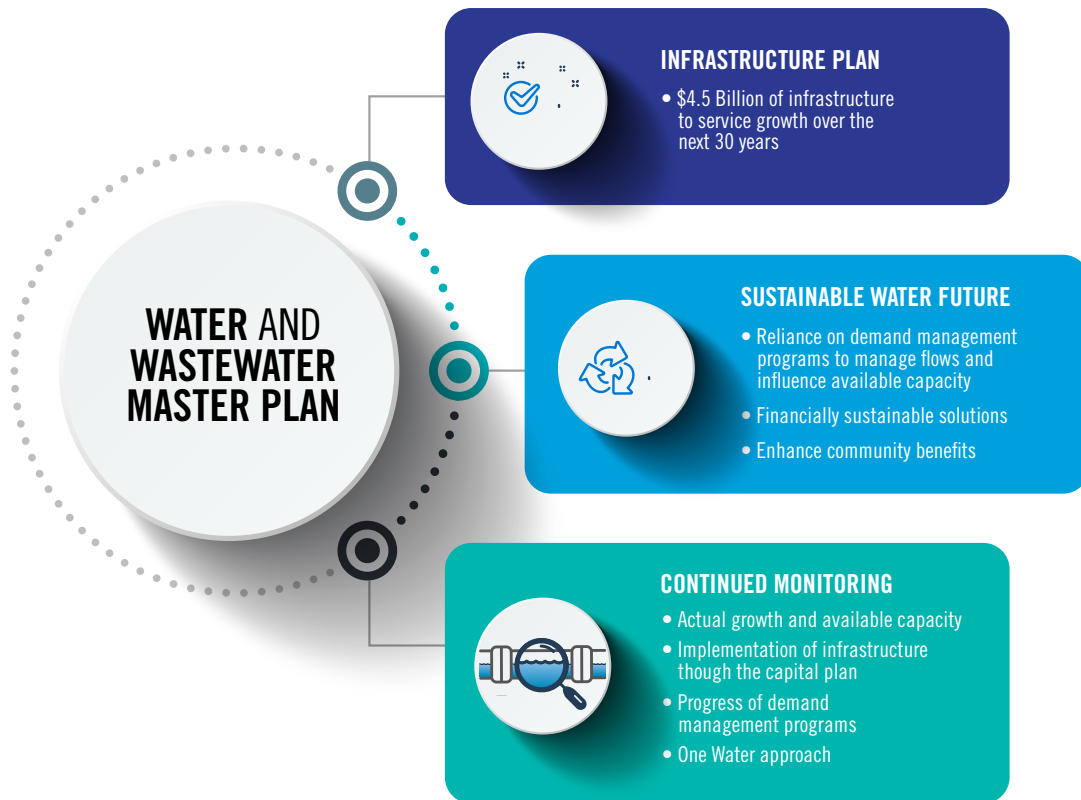 WATER AND
WASTEWATER
MASTER PLAN
INFRASTRUCTURE PLAN
• $4.5 Billion of infrastructure
to service growth over the
next 30 years
SUSTAINABLE WATER FUTURE
• Reliance on demand management
programs to manage flows and
influence available capacity
• Financially sustainable solutions
• Enhance community benefits
CONTINUED MONITORING
• Actual growth and available capacity
• Implementation of infrastructure
though the capital plan
• Progress of demand
management programs
• One Water approach